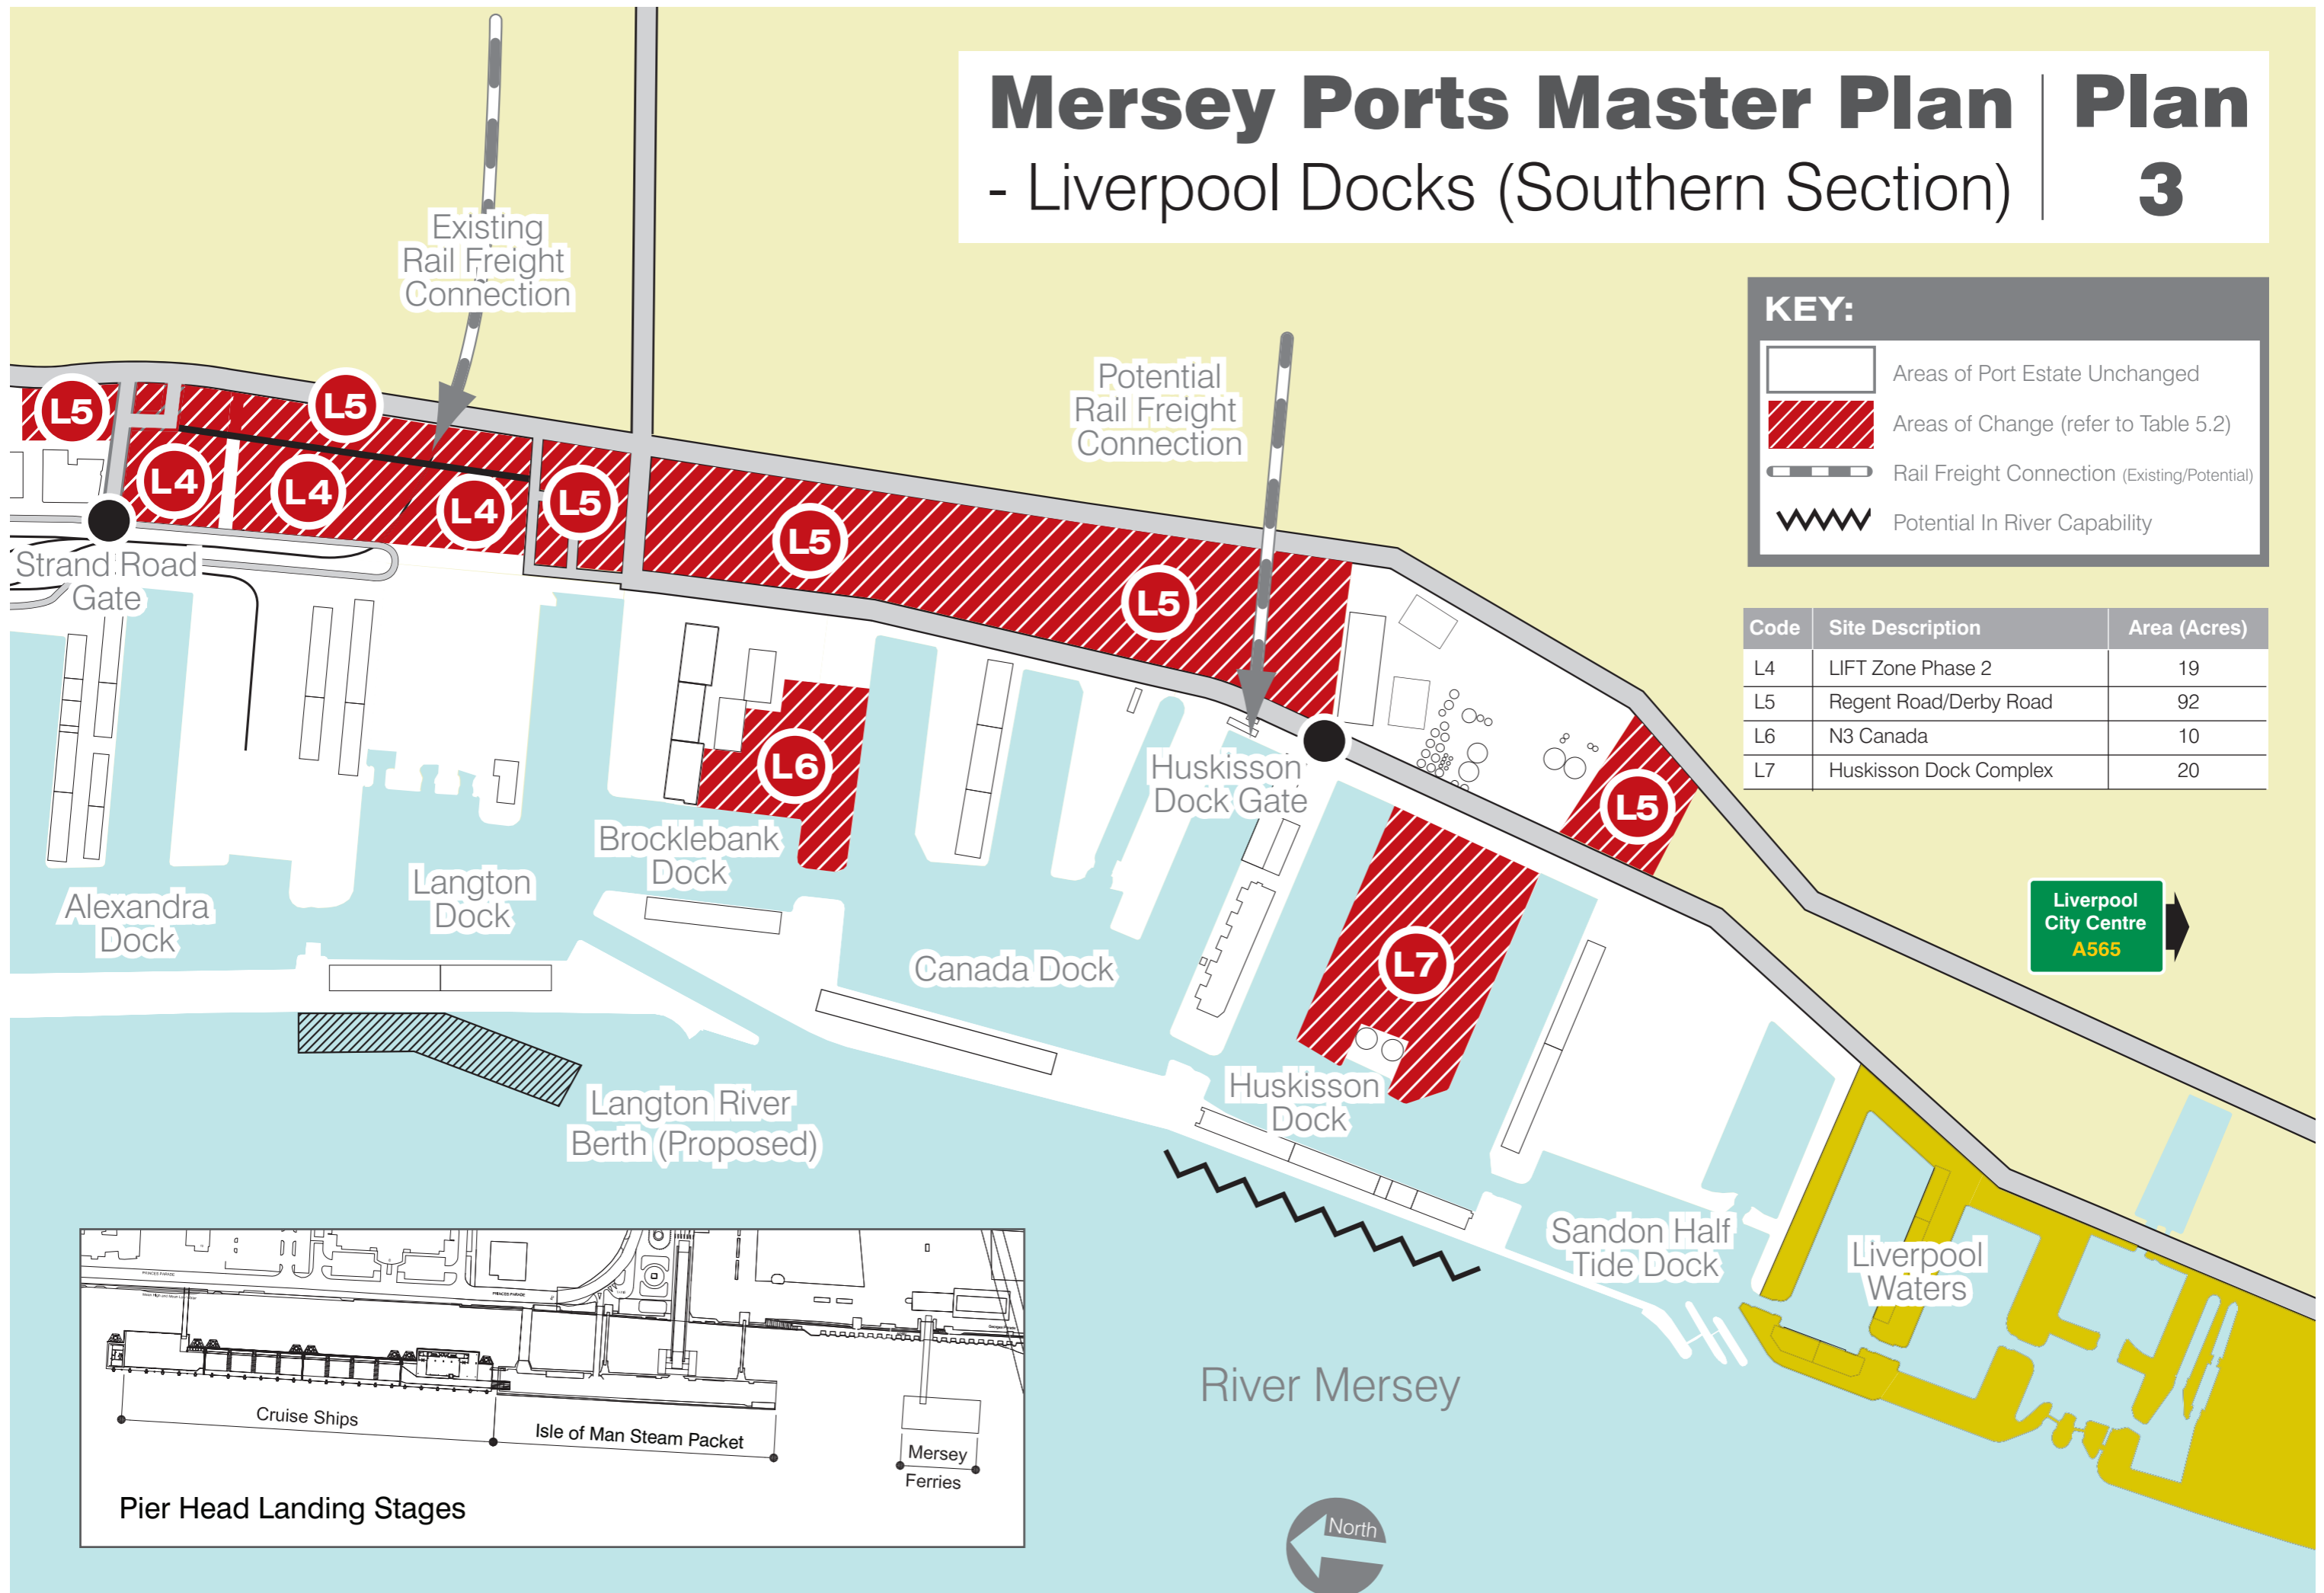 Mersey Ports Master Plan
- Liverpool Docks (Southern Section)
Plan
3
Existing
Rail Freight
Connection
Potential
Rail Freight
Connection
KEY:
Areas of Port Estate Unchanged
Areas of Change (refer to Table 5.2)
Rail Freight Connection (Existing/Potential)
Potential In River Capability
Code Site Description Area (Acres)
L4 LIFT Zone Phase 2 19
L5 Regent Road/Derby Road 92
L6 N3 Canada 10
L7 Huskisson Dock Complex 20
L5
L5
L4
L4
L4
L5
L5
L5
L5
L6
L7
Strand Road
Gate
Huskisson
Dock Gate
Alexandra
Dock
Langton
Dock
Brocklebank
Dock
Canada Dock
Liverpool
City Centre
A565
Langton River
Berth (Proposed)
Huskisson
Dock
Sandon Half
Tide Dock
Liverpool
Waters
River Mersey
PRINCES PARADE
PRINCES PARADE
Cruise Ships
Isle of Man Steam Packet
Mersey
Ferries
Pier Head Landing Stages
North